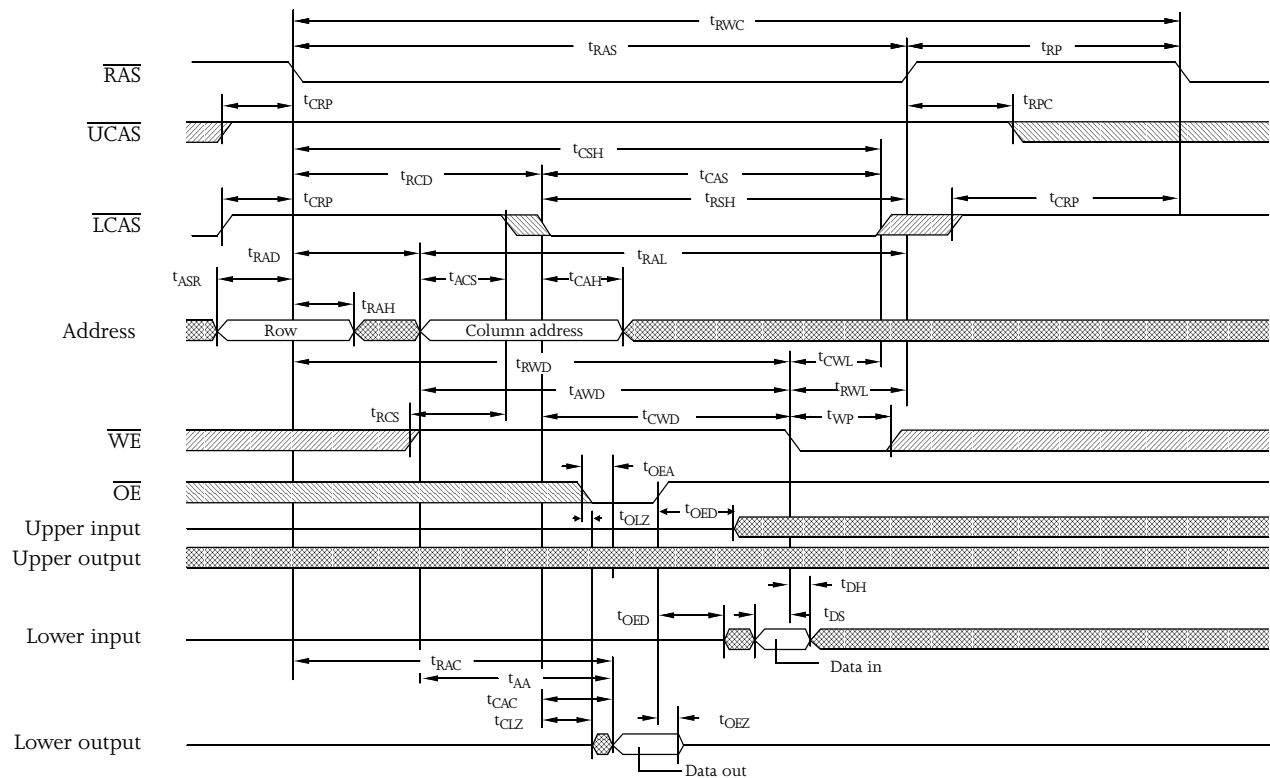 tRWC
tRAS tRP
RAS
tCRP tRPC
UCAS
tCSH
tRCD tCAS
tCRP tRSH tCRP
LCAS
tRAD tRAL
tASR tACS tCAH
tRAH
Address Row Column address
tRWD tCWL
tAWD tRWL
tRCS tCWD tWP
WE
tOEA
OE
tOLZ tOED
Upper input
Upper output
tDH
tOED tDS
Lower input
Data in
tRAC
tAA
tCAC
tCLZ tOEZ
Lower output
Data out